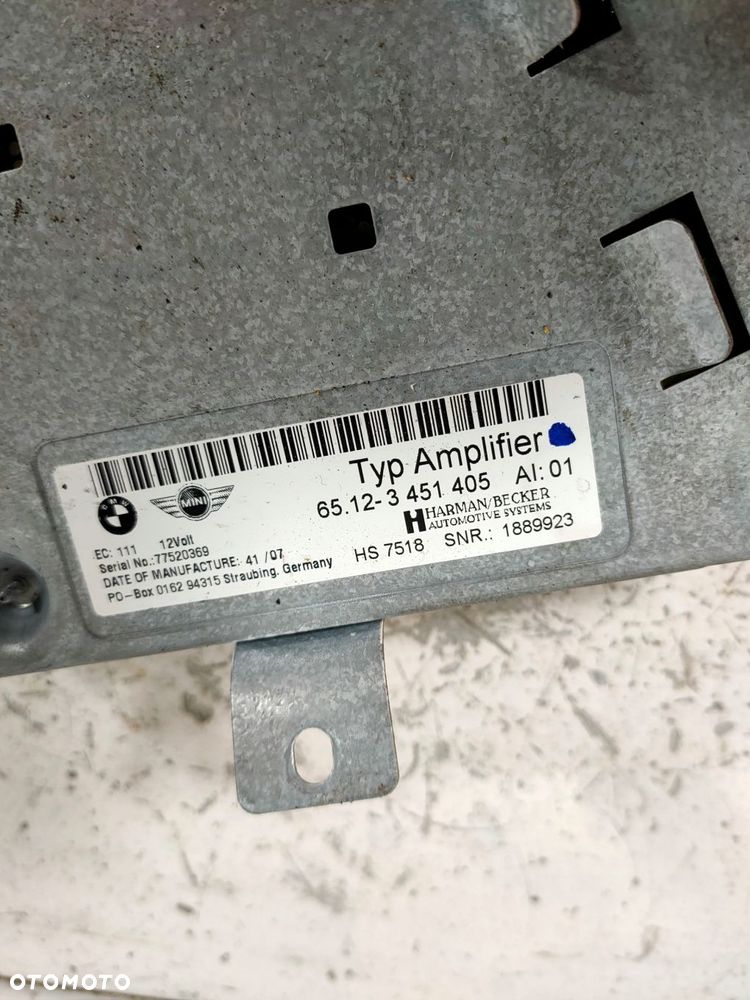 Typ Amplifier
65.12-3 451 405 AI: 01
BMW
MINI
HARMAN/BECKER
AUTOMOTIVE SYSTEMS
EC: 111 12Volt
Serial No.:77520369
DATE OF MANUFACTURE: 41 /07
HS 7518 SNR.: 1889923
PO-Box 0162 94315 Straubing, Germany
OTOMOTO